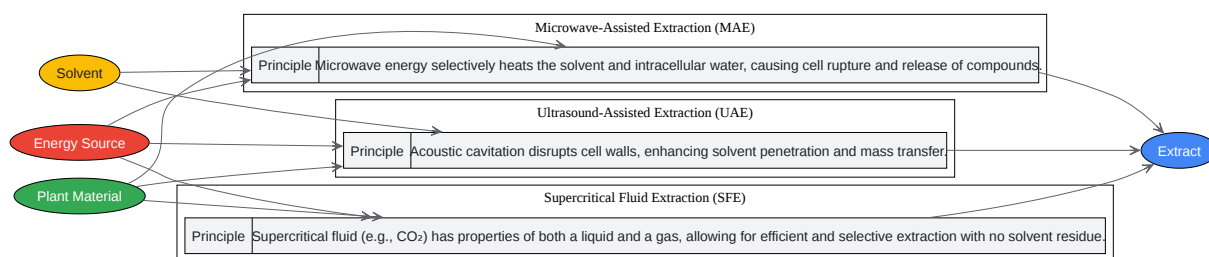 Microwave-Assisted Extraction (MAE)
Principle Microwave energy selectively heats the solvent and intracellular water, causing cell rupture and release of compounds.
Solvent
Ultrasound-Assisted Extraction (UAE)
Energy Source
Principle Acoustic cavitation disrupts cell walls, enhancing solvent penetration and mass transfer.
Extract
Plant Material
Supercritical Fluid Extraction (SFE)
Principle Supercritical fluid (e.g., CO₂) has properties of both a liquid and a gas, allowing for efficient and selective extraction with no solvent residue.